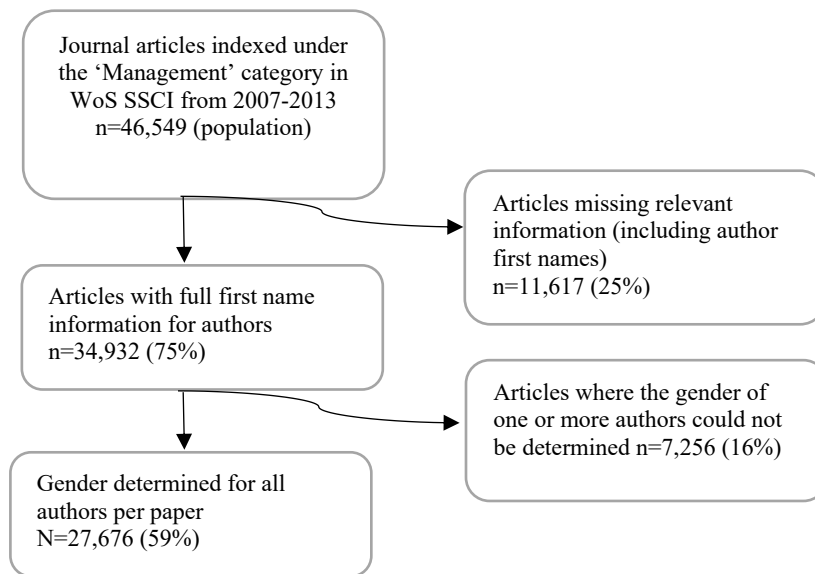 Journal articles indexed under
the ‘Management’ category in
WoS SSCI from 2007-2013
n=46,549 (population)
Articles missing relevant
information (including author
first names)
n=11,617 (25%)
Articles with full first name
information for authors
n=34,932 (75%)
Articles where the gender of
one or more authors could not
be determined n=7,256 (16%)
Gender determined for all
authors per paper
N=27,676 (59%)